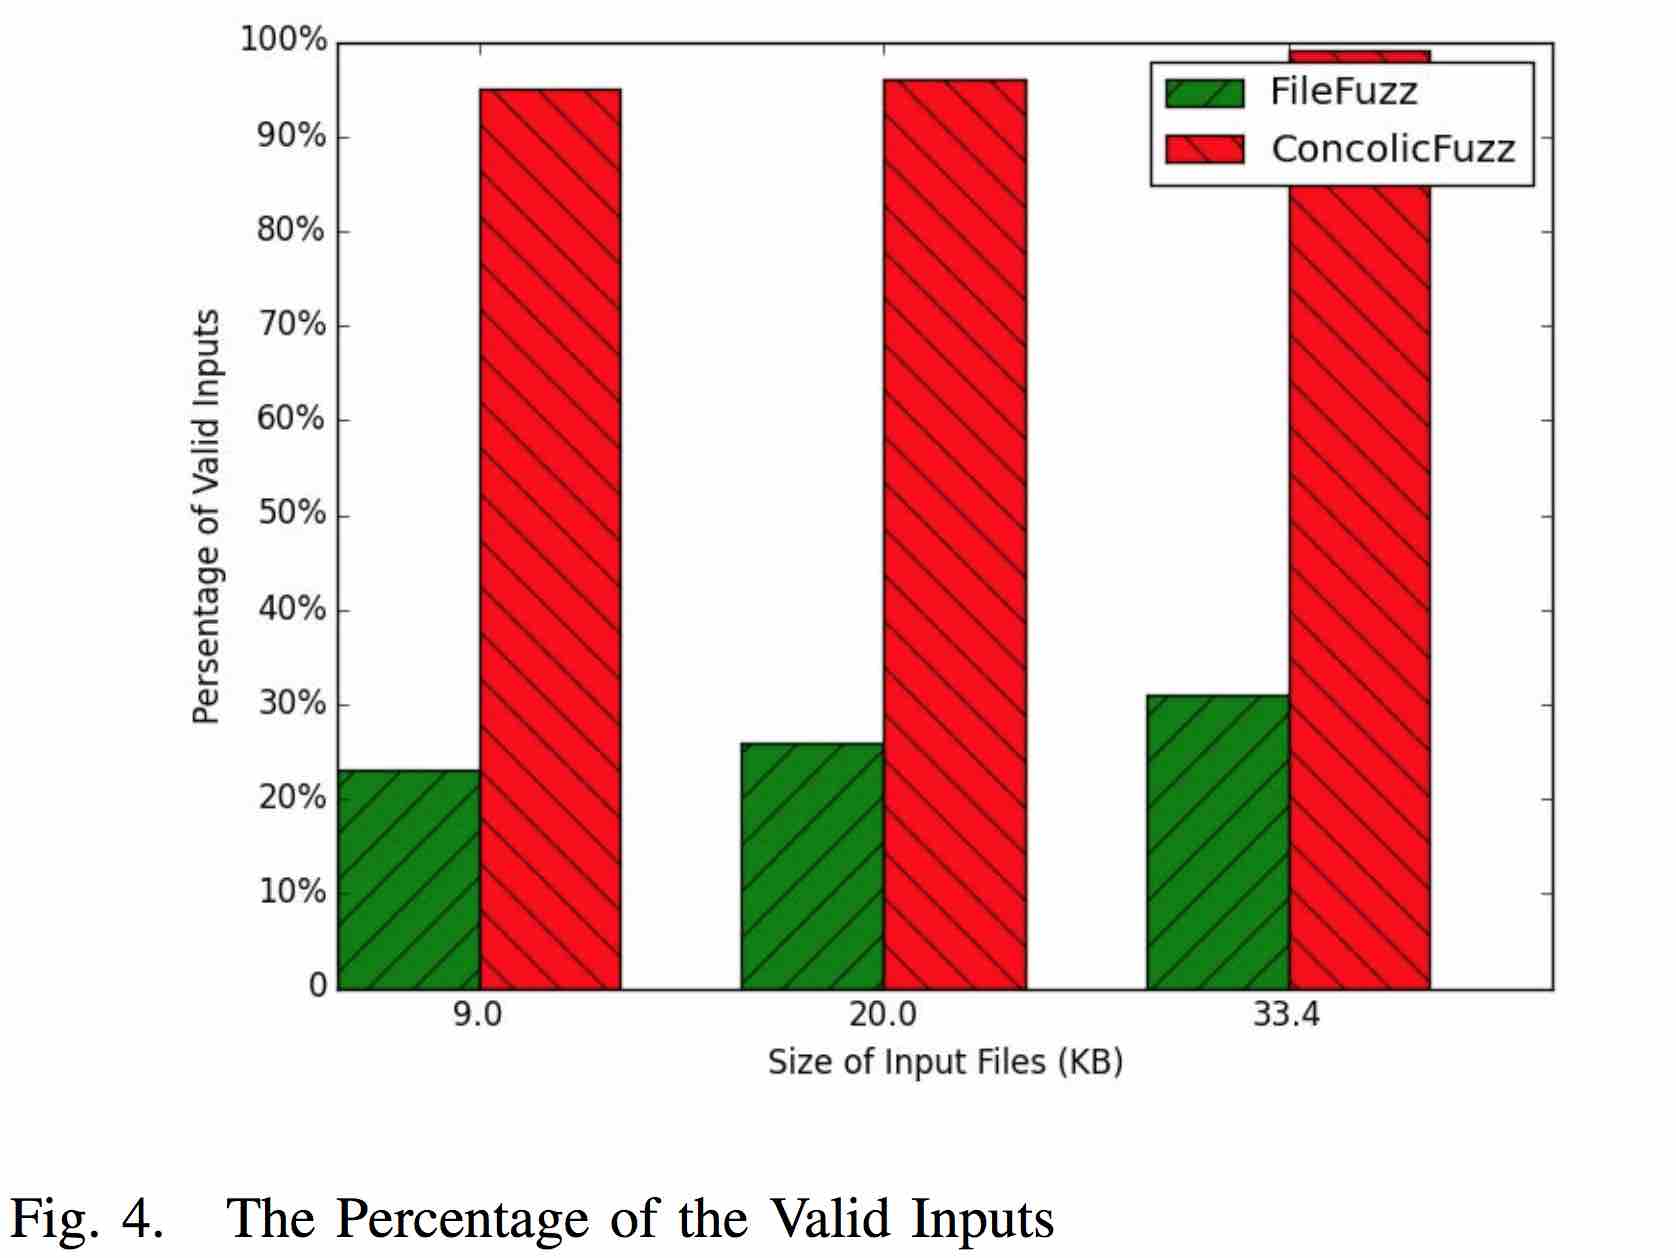 100%
90%
80%
70%
60%
50%
40%
30%
20%
10%
0
Persentage of Valid Inputs
FileFuzz
ConcolicFuzz
9.0 20.0 33.4
Size of Input Files (KB)
Fig. 4. The Percentage of the Valid Inputs